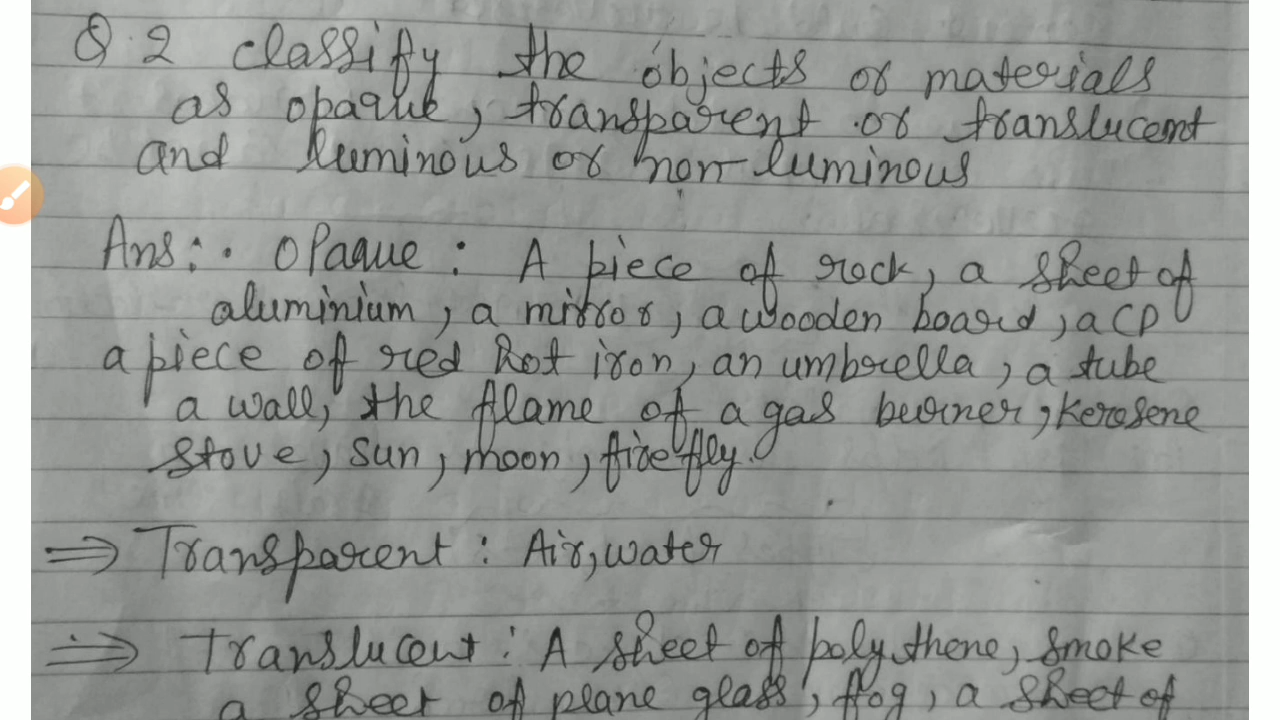 Q.2 classify the objects or materials
as opaque, transparent or translucent
and luminous or non-luminous
Ans:. Opaque : A piece of rock, a sheet of
aluminium, a mirror, a wooden board, a CD
a piece of red hot iron, an umbrella, a tube
a wall, the flame of a gas burner, kerosene
stove, sun, moon, firefly.
⇒ Transparent : Air, water
⇒ Translucent : A sheet of polythene, smoke
a sheet of plane glass, fog, a sheet of